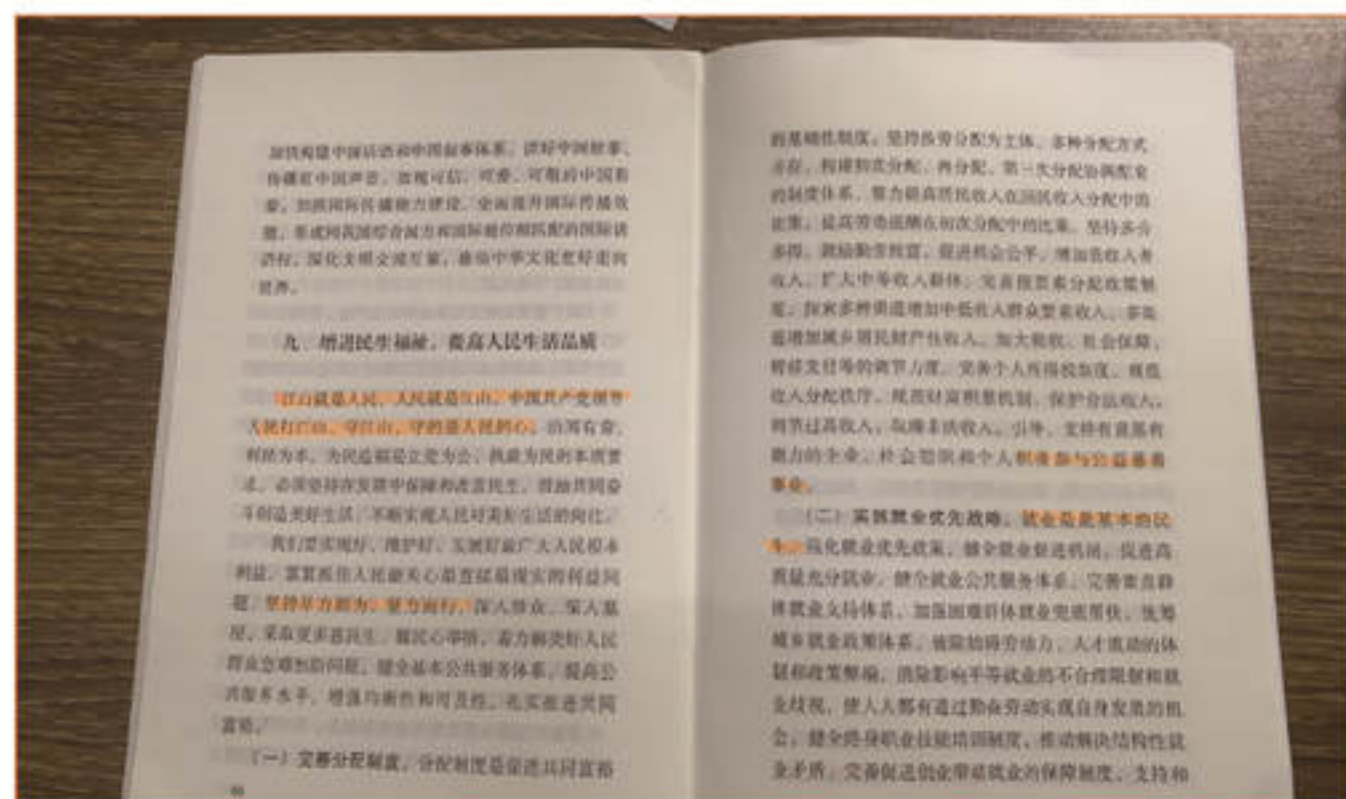 加快构建中国话语和中国叙事体系，讲好中国故事、
传播好中国声音，展现可信、可爱、可敬的中国形
象。加强国际传播能力建设，全面提升国际传播效
能，形成同我国综合国力和国际地位相匹配的国际话
语权。深化文明交流互鉴，推动中华文化更好走向
世界。
九、增进民生福祉，提高人民生活品质
江山就是人民，人民就是江山。中国共产党领导
人民打江山、守江山，守的是人民的心。治国有常，
利民为本。为民造福是立党为公、执政为民的本质要
求。必须坚持在发展中保障和改善民生，鼓励共同奋
斗创造美好生活，不断实现人民对美好生活的向往。
我们要实现好、维护好、发展好最广大人民根本
利益，紧紧抓住人民最关心最直接最现实的利益问
题，坚持尽力而为、量力而行，深入群众、深入基
层，采取更多惠民生、暖民心举措，着力解决好人民
群众急难愁盼问题，健全基本公共服务体系，提高公
共服务水平，增强均衡性和可及性，扎实推进共同
富裕。
（一）完善分配制度。分配制度是促进共同富裕
的基础性制度。坚持按劳分配为主体、多种分配方式
并存，构建初次分配、再分配、第三次分配协调配套
的制度体系。努力提高居民收入在国民收入分配中的
比重，提高劳动报酬在初次分配中的比重。坚持多劳
多得，鼓励勤劳致富，促进机会公平，增加低收入者
收入，扩大中等收入群体。完善按要素分配政策制
度，探索多种渠道增加中低收入群众要素收入，多渠
道增加城乡居民财产性收入。加大税收、社会保障、
转移支付等的调节力度。完善个人所得税制度，规范
收入分配秩序，规范财富积累机制，保护合法收入，
调节过高收入，取缔非法收入。引导、支持有意愿有
能力的企业、社会组织和个人积极参与公益慈善
事业。
（二）实施就业优先战略。就业是最基本的民
生。强化就业优先政策，健全就业促进机制，促进高
质量充分就业。健全就业公共服务体系，完善重点群
体就业支持体系，加强困难群体就业兜底帮扶。统筹
城乡就业政策体系，破除妨碍劳动力、人才流动的体
制和政策弊端，消除影响平等就业的不合理限制和就
业歧视，使人人都有通过勤奋劳动实现自身发展的机
会。健全终身职业技能培训制度，推动解决结构性就
业矛盾。完善促进创业带动就业的保障制度，支持和